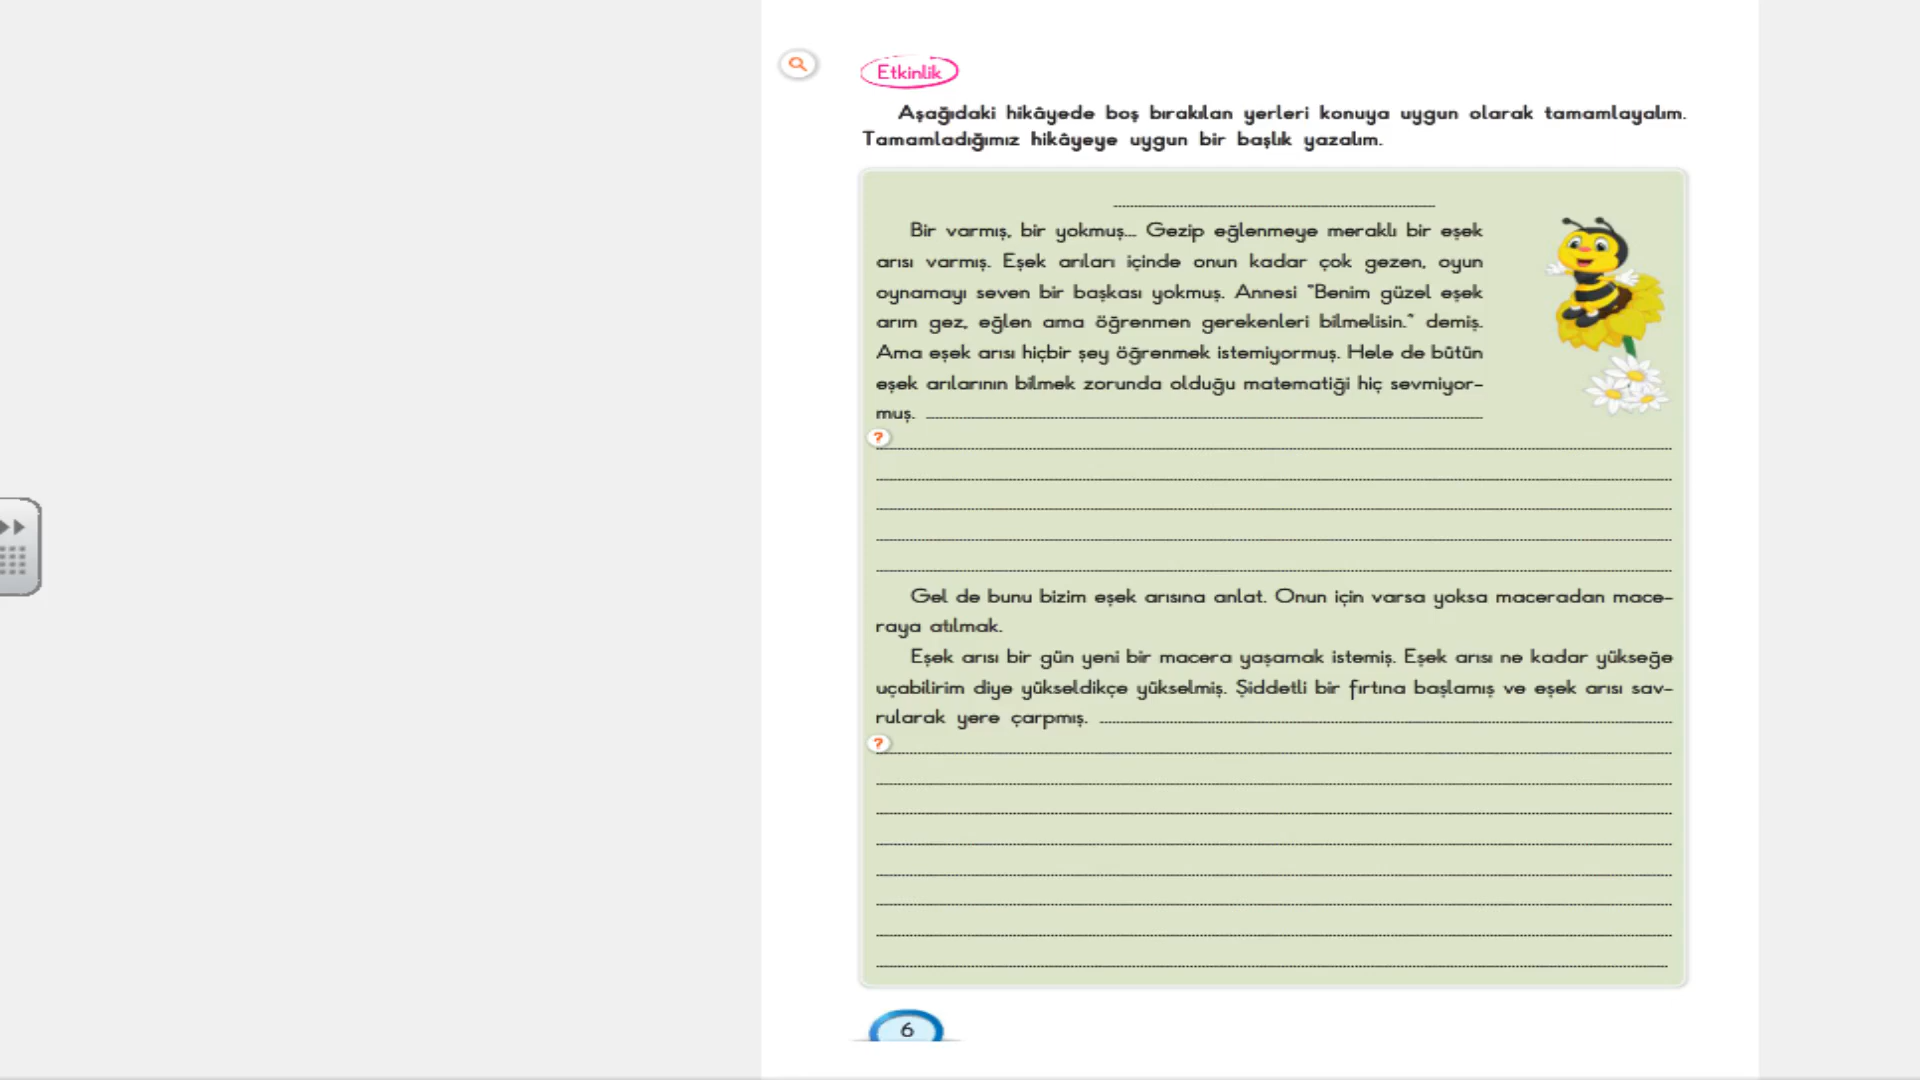 Etkinlik
Aşağıdaki hikâyede boş bırakılan yerleri konuya uygun olarak tamamlayalım.
Tamamladığımız hikâyeye uygun bir başlık yazalım.
Bir varmış, bir yokmuş... Gezip eğlenmeye meraklı bir eşek
arısı varmış. Eşek arıları içinde onun kadar çok gezen, oyun
oynamayı seven bir başkası yokmuş. Annesi "Benim güzel eşek
arım gez, eğlen ama öğrenmen gerekenleri bilmelisin." demiş.
Ama eşek arısı hiçbir şey öğrenmek istemiyormuş. Hele de bütün
eşek arılarının bilmek zorunda olduğu matematiği hiç sevmiyor-
muş.
?
Gel de bunu bizim eşek arısına anlat. Onun için varsa yoksa maceradan mace-
raya atılmak.
Eşek arısı bir gün yeni bir macera yaşamak istemiş. Eşek arısı ne kadar yükseğe
uçabilirim diye yükseldikçe yükselmiş. Şiddetli bir fırtına başlamış ve eşek arısı sav-
rularak yere çarpmış.
?
6